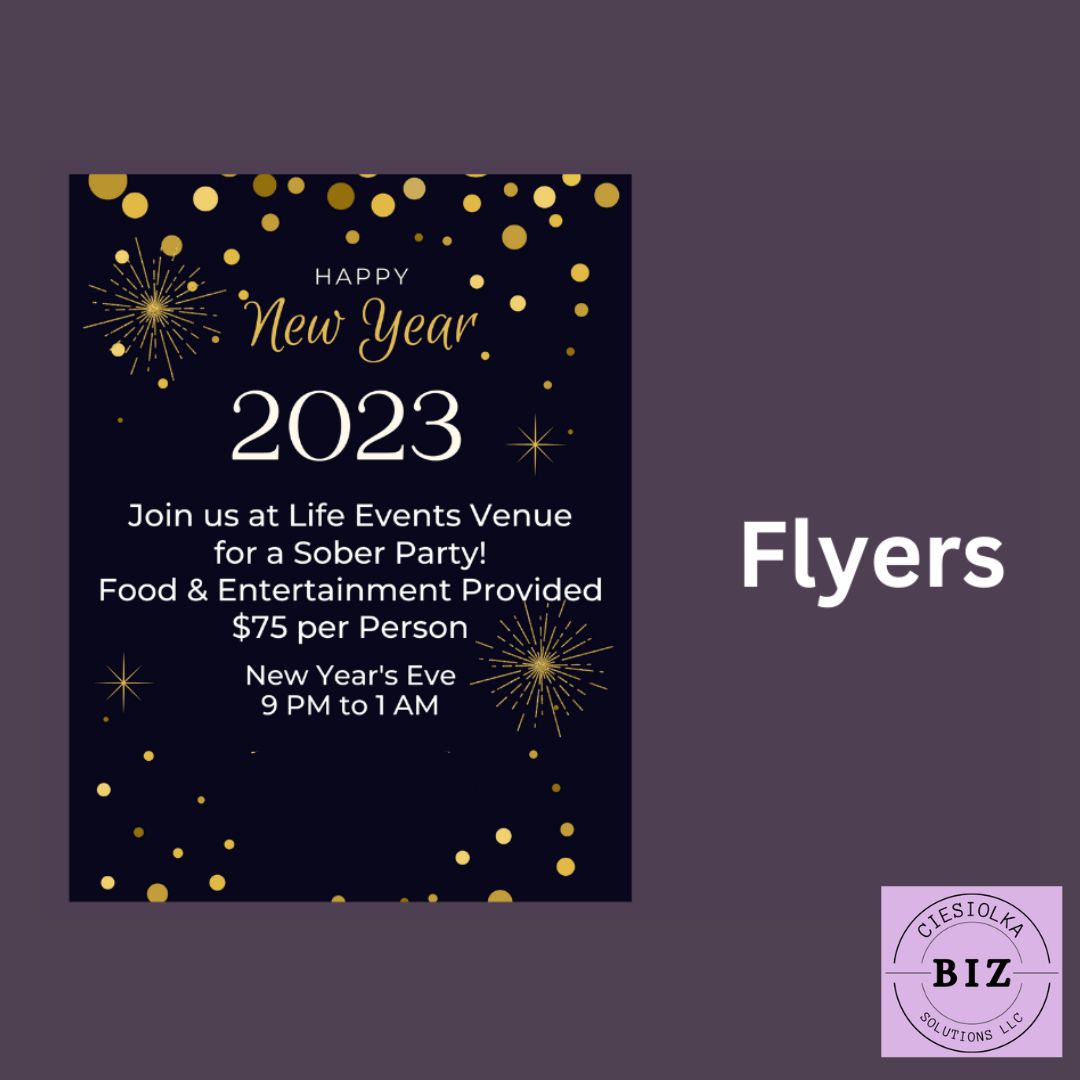 HAPPY
New Year
2023
Join us at Life Events Venue
for a Sober Party!
Food & Entertainment Provided
$75 per Person
New Year's Eve
9 PM to 1 AM
Flyers
CIESIOLKA
BIZ
SOLUTIONS LLC